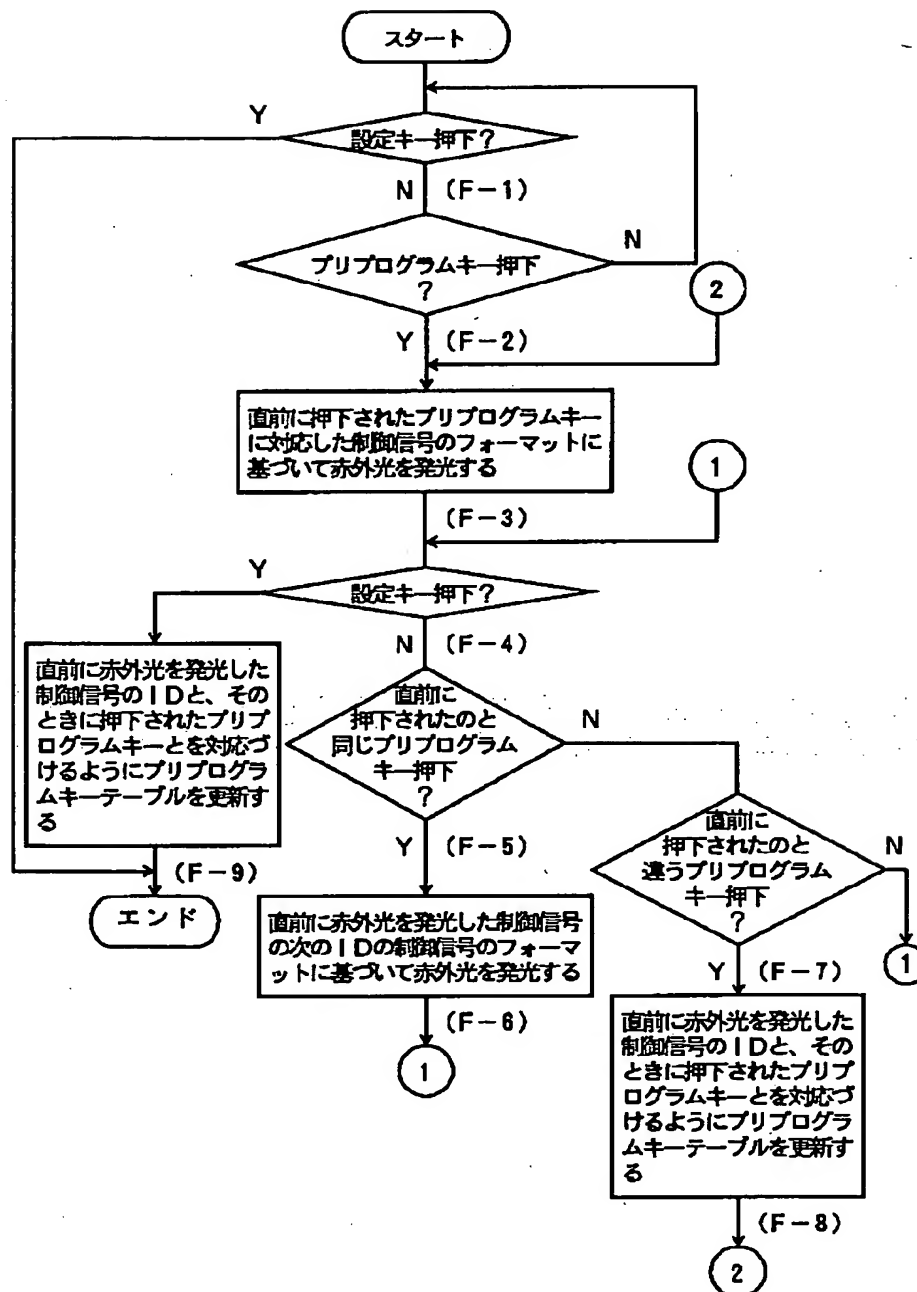 スタート
Y
設定キー押下?
N (F-1)
プリプログラムキー押下
?
N
2
Y (F-2)
直前に押下されたプリプログラムキー
に対応した制御信号のフォーマットに
基づいて赤外光を発光する
1
(F-3)
Y
設定キー押下?
N (F-4)
直前に赤外光を発光した
制御信号のIDと、その
ときに押下されたプリプ
ログラムキーとを対応づ
けるようにプリプログラ
ムキーテーブルを更新す
る
直前に
押下されたのと
同じプリプログラム
キー押下
?
N
(F-9)
エンド
Y (F-5)
直前に
押下されたのと
違うプリプログラム
キー押下
?
N
1
直前に赤外光を発光した制御信号
の次のIDの制御信号のフォーマ
ットに基づいて赤外光を発光する
(F-6)
1
Y (F-7)
直前に赤外光を発光した
制御信号のIDと、その
ときに押下されたプリプ
ログラムキーとを対応づ
けるようにプリプログラ
ムキーテーブルを更新す
る
(F-8)
2